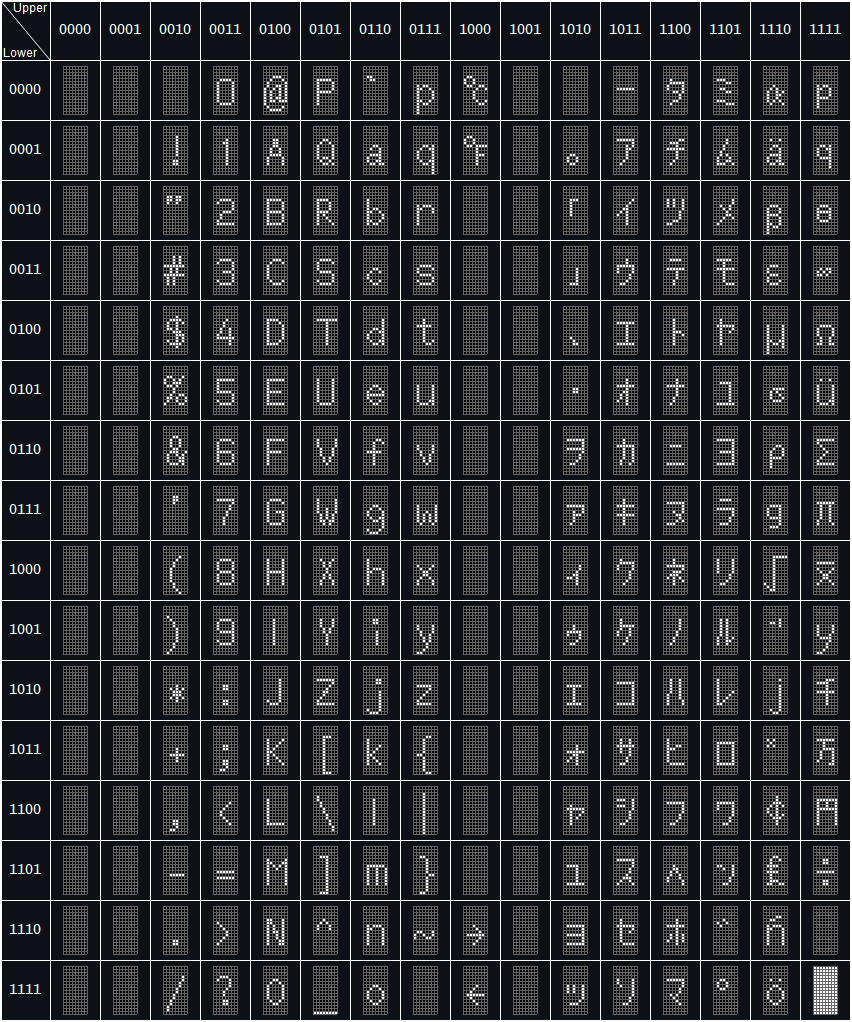 Upper 0000 0001 0010 0011 0100 0101 0110 0111 1000 1001 1010 1011 1100 1101 1110 1111
Lower
0000 0 @ P ` p ℃ ー タ ミ α p
0001 ! 1 A Q a q ℉ 。 ア チ ム ä q
0010 " 2 B R b r 「 イ ツ メ β θ
0011 # 3 C S c s 」 ウ テ モ ε ∞
0100 $ 4 D T d t 、 エ ト ヤ μ Ω
0101 % 5 E U e u ・ オ ナ ユ σ ü
0110 & 6 F V f v ヲ カ ニ ヨ ρ Σ
0111 ' 7 G W g w ァ キ ヌ ラ g π
1000 ( 8 H X h x ィ ク ネ リ √ x̄
1001 ) 9 I Y i y ゥ ケ ノ ル ⁻¹ y
1010 * : J Z j z ェ コ ハ レ j 千
1011 + ; K [ k { ォ サ ヒ ロ ˣ 万
1100 , < L \ l | ャ シ フ ワ ¢ 円
1101 - = M ] m } ュ ス ヘ ン £ ÷
1110 . > N ^ n ~ → ョ セ ホ ゛ ñ
1111 / ? O _ o ← ッ ソ マ ゜ ö █